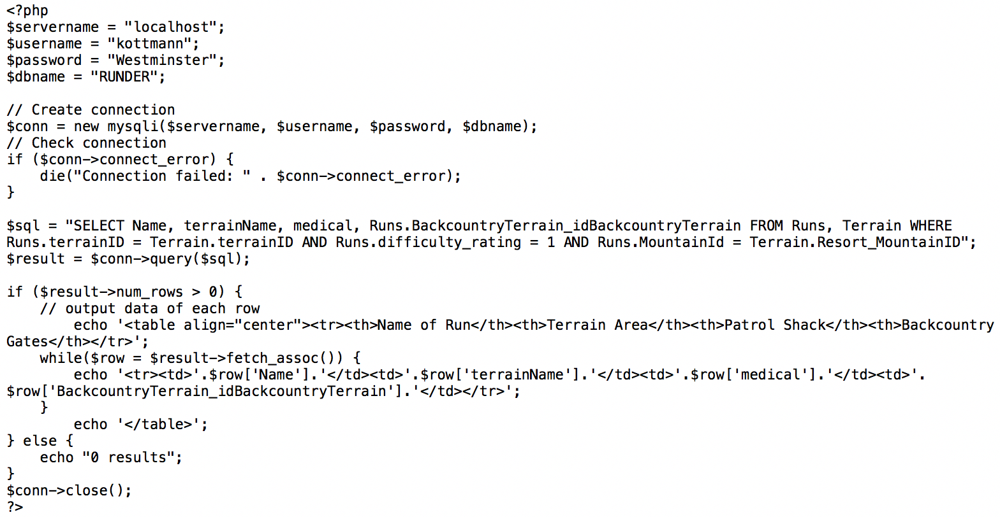 <?php
$servername = "localhost";
$username = "kottmann";
$password = "Westminster";
$dbname = "RUNDER";

// Create connection
$conn = new mysqli($servername, $username, $password, $dbname);
// Check connection
if ($conn->connect_error) {
    die("Connection failed: " . $conn->connect_error);
}

$sql = "SELECT Name, terrainName, medical, Runs.BackcountryTerrain_idBackcountryTerrain FROM Runs, Terrain WHERE
Runs.terrainID = Terrain.terrainID AND Runs.difficulty_rating = 1 AND Runs.MountainId = Terrain.Resort_MountainID";
$result = $conn->query($sql);

if ($result->num_rows > 0) {
    // output data of each row
        echo '<table align="center"><tr><th>Name of Run</th><th>Terrain Area</th><th>Patrol Shack</th><th>Backcountry
Gates</th></tr>';
    while($row = $result->fetch_assoc()) {
        echo '<tr><td>'.$row['Name'].'</td><td>'.$row['terrainName'].'</td><td>'.$row['medical'].'</td><td>'.
$row['BackcountryTerrain_idBackcountryTerrain'].'</td></tr>';
    }
        echo '</table>';
} else {
    echo "0 results";
}
$conn->close();
?>